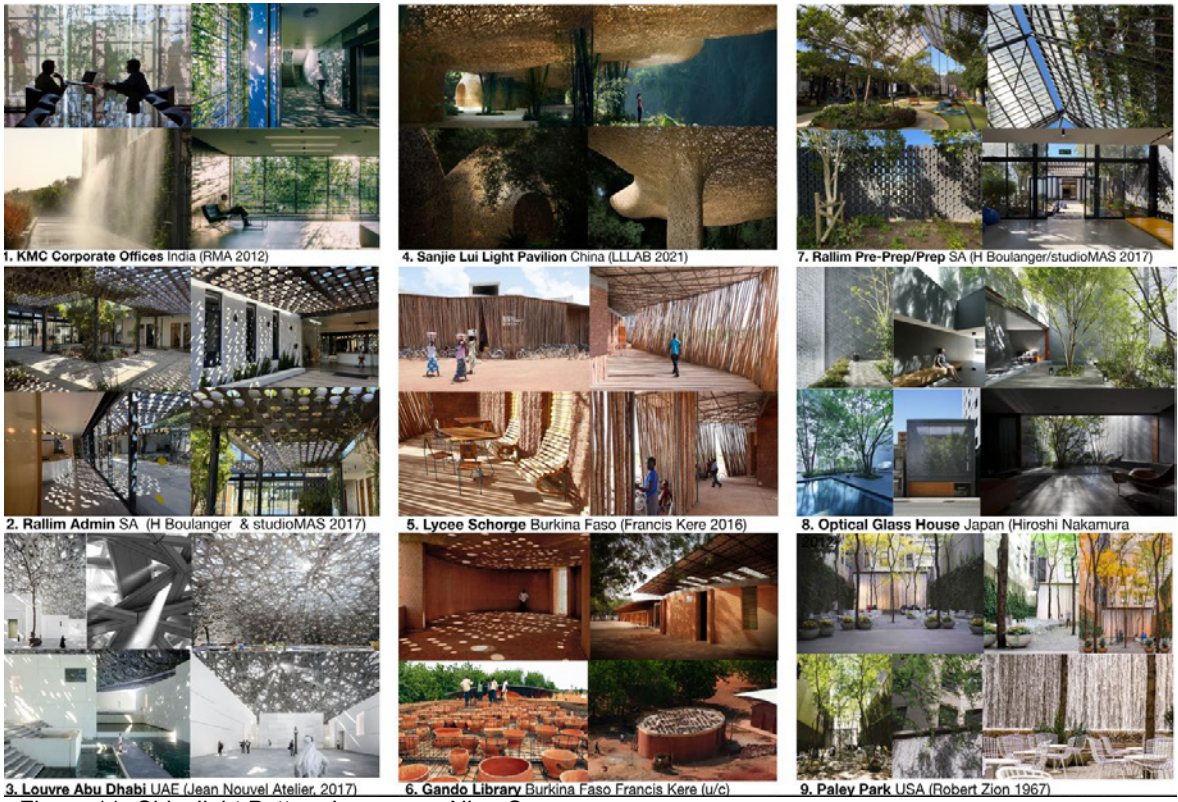 1. KMC Corporate Offices India (RMA 2012)
4. Sanjie Lui Light Pavilion China (LLLAB 2021)
7. Rallim Pre-Prep/Prep SA (H Boulanger/studioMAS 2017)
2. Rallim Admin SA (H Boulanger & studioMAS 2017)
5. Lycee Schorge Burkina Faso (Francis Kere 2016)
8. Optical Glass House Japan (Hiroshi Nakamura
2012)
3. Louvre Abu Dhabi UAE (Jean Nouvel Atelier, 2017)
6. Gando Library Burkina Faso Francis Kere (u/c)
9. Paley Park USA (Robert Zion 1967)